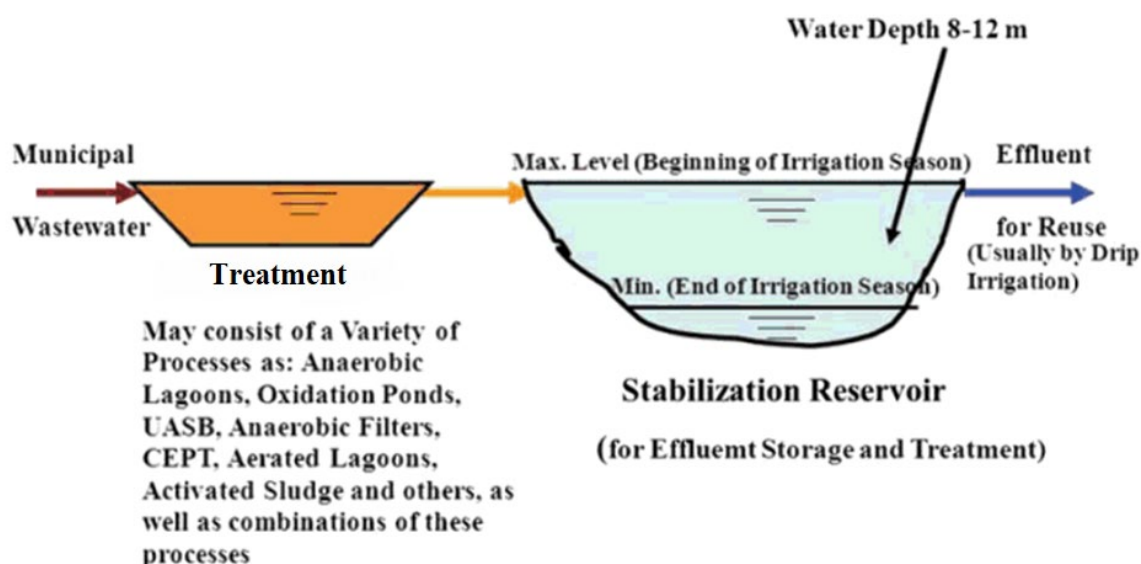 Water Depth 8-12 m
Municipal
Wastewater
Max. Level (Beginning of Irrigation Season)
Effluent
for Reuse
(Usually by Drip
Irrigation)
Treatment
Min. (End of Irrigation Season)
May consist of a Variety of
Processes as: Anaerobic
Lagoons, Oxidation Ponds,
UASB, Anaerobic Filters,
CEPT, Aerated Lagoons,
Activated Sludge and others, as
well as combinations of these
processes
Stabilization Reservoir
(for Effluemt Storage and Treatment)